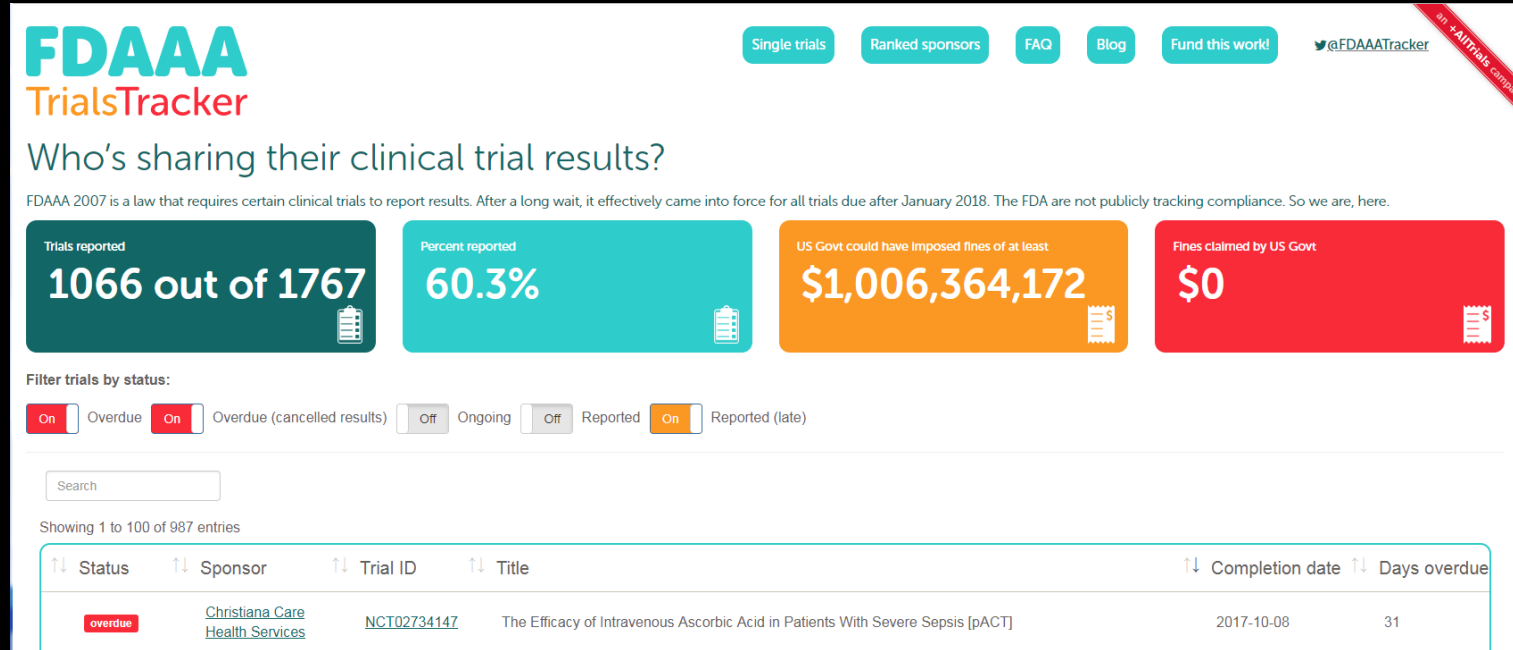 FDAAA
TrialsTracker
Single trials
Ranked sponsors
FAQ
Blog
Fund this work!
@FDAAATracker
an +AllTrials
Who's sharing their clinical trial results?
FDAAA 2007 is a law that requires certain clinical trials to report results. After a long wait, it effectively came into force for all trials due after January 2018. The FDA are not publicly tracking compliance. So we are, here.
Trials reported
1066 out of 1767
Percent reported
60.3%
US Govt could have imposed fines of at least
$1,006,364,172
Fines claimed by US Govt
$0
Filter trials by status:
On Overdue On Overdue (cancelled results) Off Ongoing Off Reported On Reported (late)
Search
Showing 1 to 100 of 987 entries
Status Sponsor Trial ID Title Completion date Days overdue
overdue
Christiana Care
Health Services
NCT02734147
The Efficacy of Intravenous Ascorbic Acid in Patients With Severe Sepsis [pACT]
2017-10-08
31